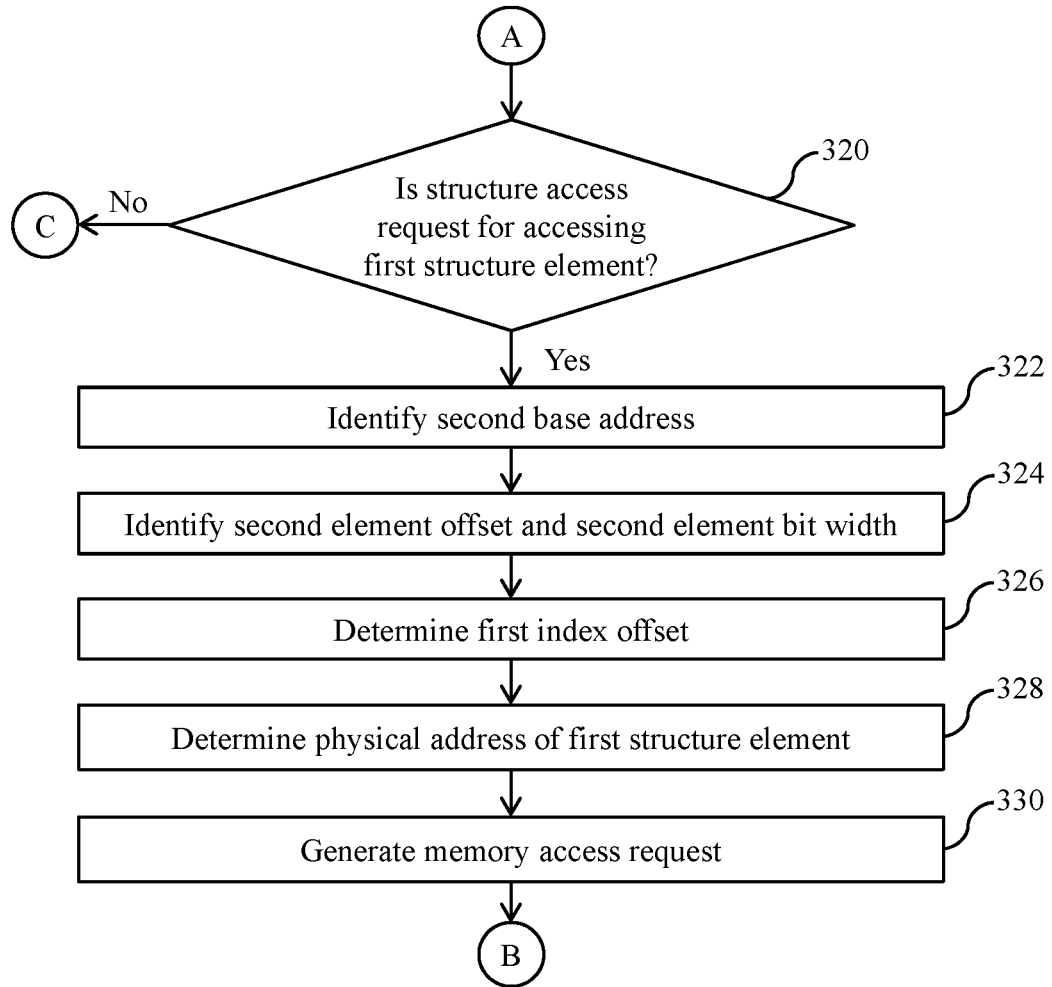 A
320
Is structure access
request for accessing
first structure element?
No
C
Yes
322
Identify second base address
324
Identify second element offset and second element bit width
326
Determine first index offset
328
Determine physical address of first structure element
330
Generate memory access request
B